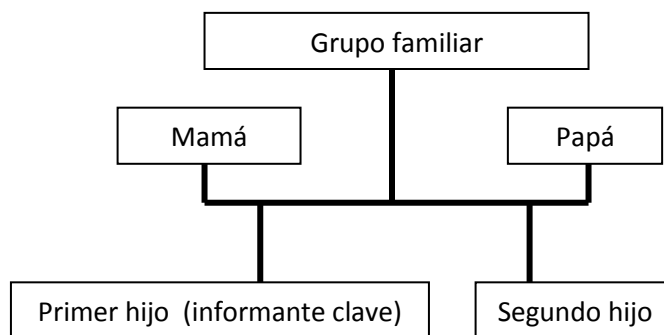 Grupo familiar
Mamá
Papá
Primer hijo (informante clave)
Segundo hijo